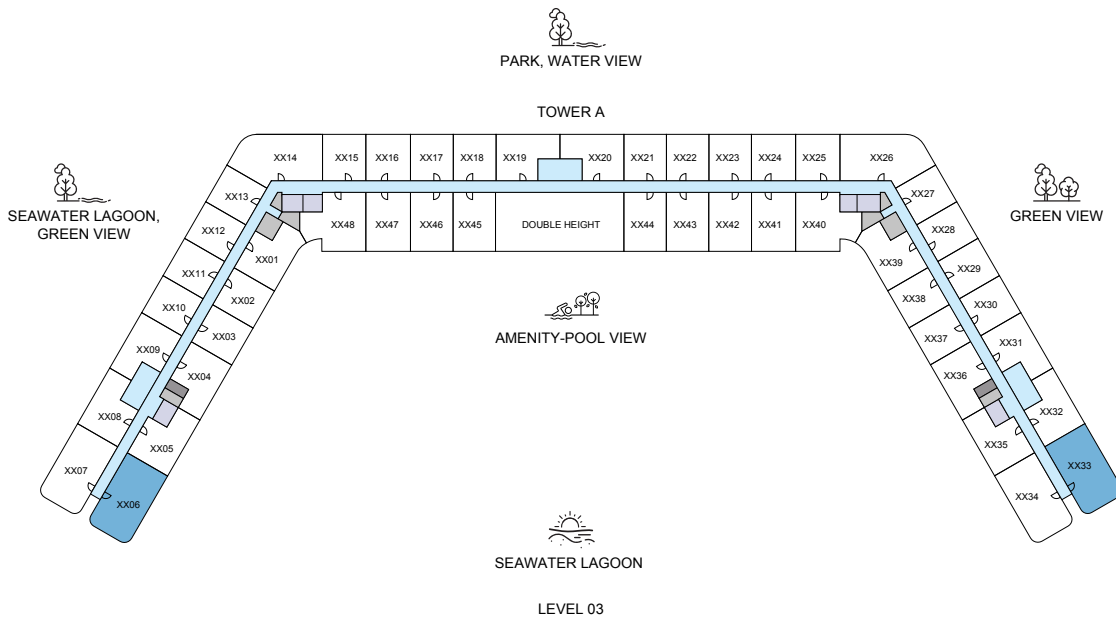 PARK, WATER VIEW
TOWER A
XX14
XX15
XX16
XX17
XX18
XX19
XX20
XX21
XX22
XX23
XX24
XX25
XX26
SEAWATER LAGOON,
GREEN VIEW
GREEN VIEW
XX13
XX27
XX12
XX28
XX48
XX47
XX46
XX45
DOUBLE HEIGHT
XX44
XX43
XX42
XX41
XX40
XX01
XX39
XX11
XX29
XX02
XX38
XX10
XX30
XX03
XX37
AMENITY-POOL VIEW
XX09
XX31
XX04
XX36
XX08
XX32
XX05
XX35
XX07
XX33
XX06
XX34
SEAWATER LAGOON
LEVEL 03